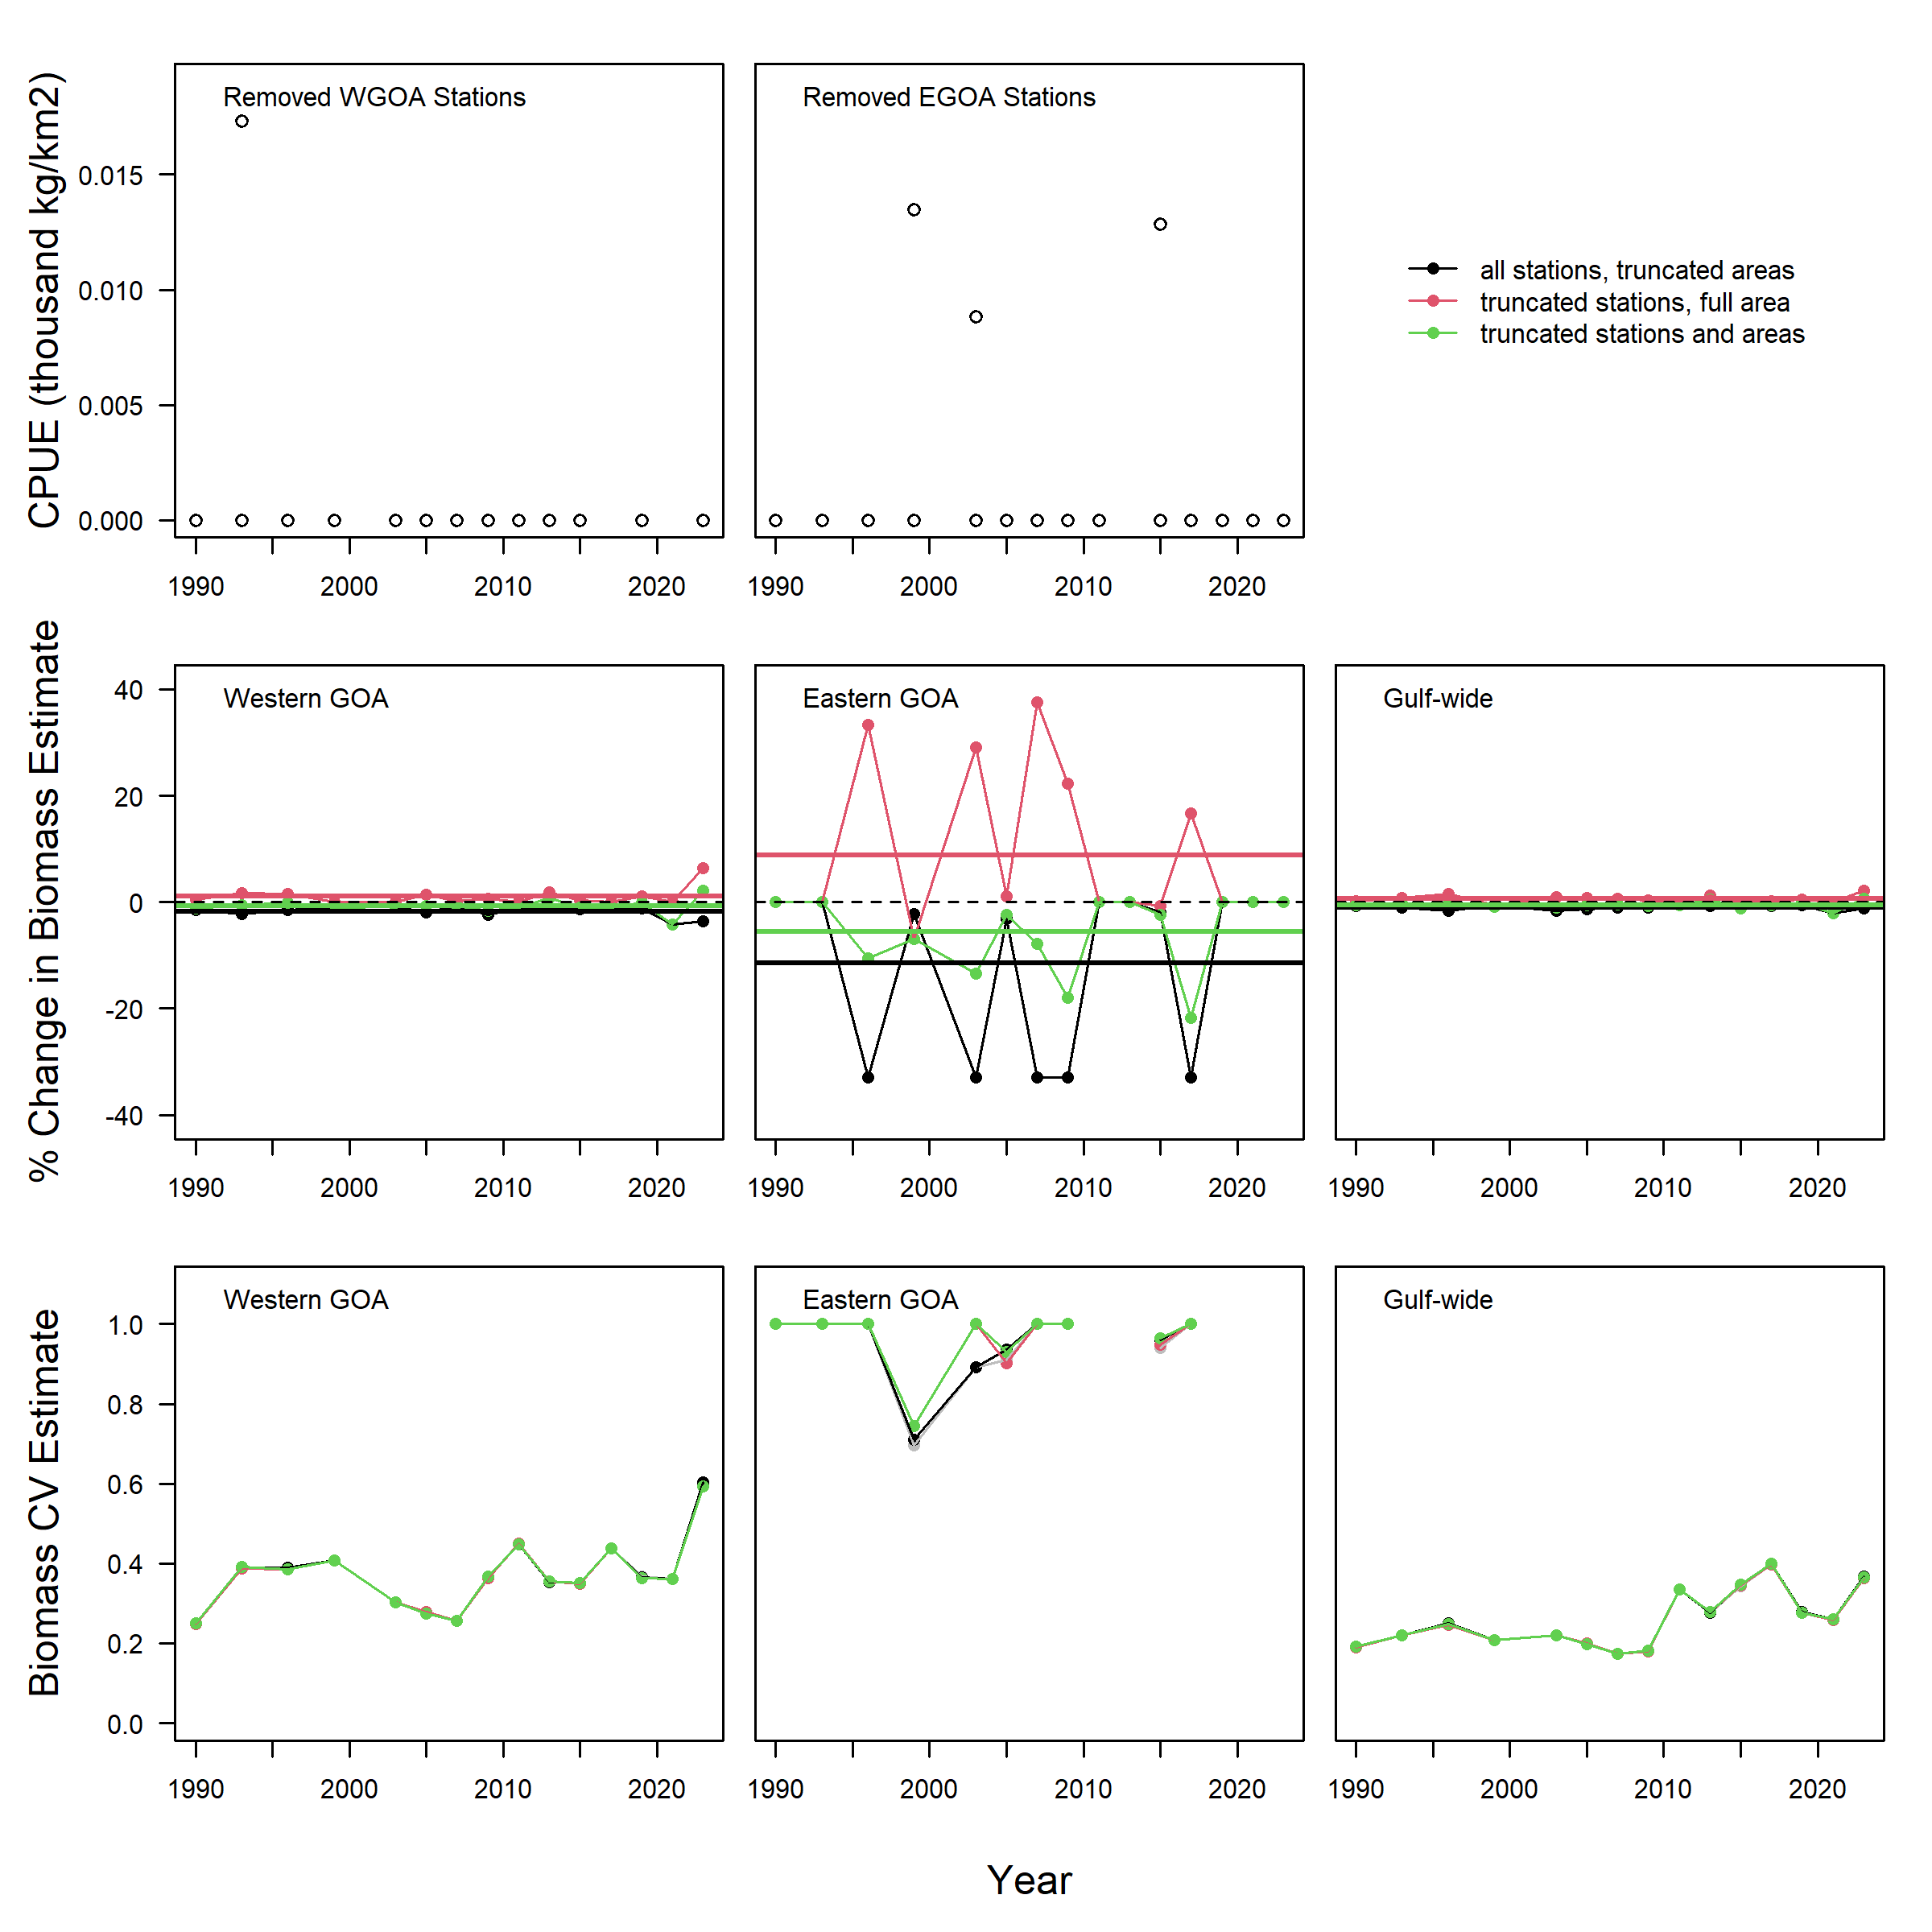 Removed WGOA Stations
Removed EGOA Stations
CPUE (thousand kg/km2)
0.015
0.010
0.005
0.000
1990 2000 2010 2020
1990 2000 2010 2020
all stations, truncated areas
truncated stations, full area
truncated stations and areas
% Change in Biomass Estimate
Western GOA
Eastern GOA
Gulf-wide
40
20
0
-20
-40
1990 2000 2010 2020
1990 2000 2010 2020
1990 2000 2010 2020
Biomass CV Estimate
Western GOA
Eastern GOA
Gulf-wide
1.0
0.8
0.6
0.4
0.2
0.0
1990 2000 2010 2020
1990 2000 2010 2020
1990 2000 2010 2020
Year